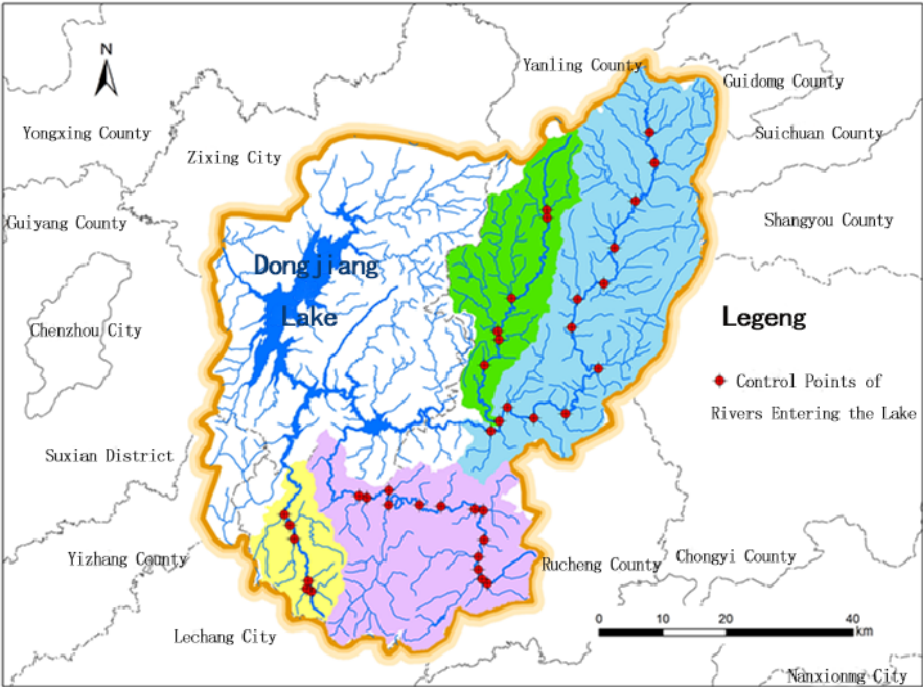 N
Yanling County
Guidomg County
Yongxing County
Suichuan County
Zixing City
Guiyang County
Shangyou County
Dongjiang
Lake
Chenzhou City
Legeng
Control Points of
Rivers Entering the Lake
Suxian District
Yizhang County
Rucheng County
Chongyi County
Lechang City
0 20 40
km
Nanxionmg City